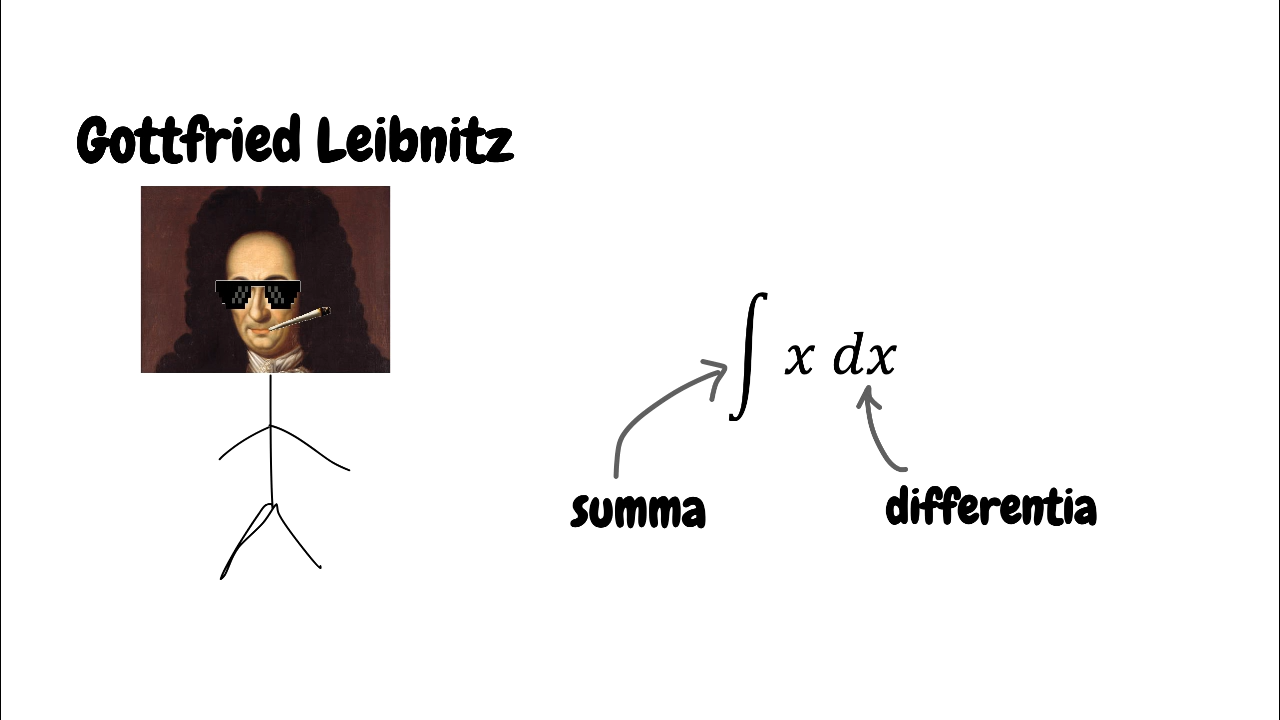 Gottfried Leibnitz
∫ x dx
summa
differentia